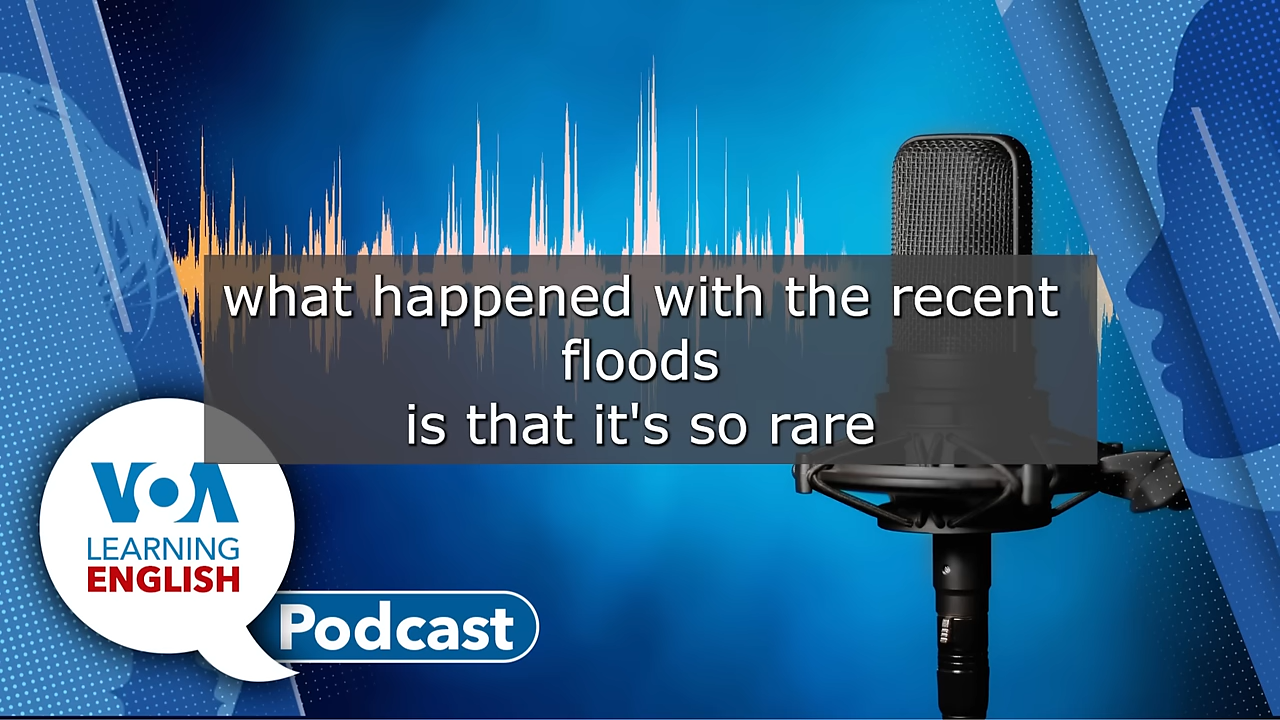 what happened with the recent
floods
is that it's so rare
VOA
LEARNING
ENGLISH
Podcast